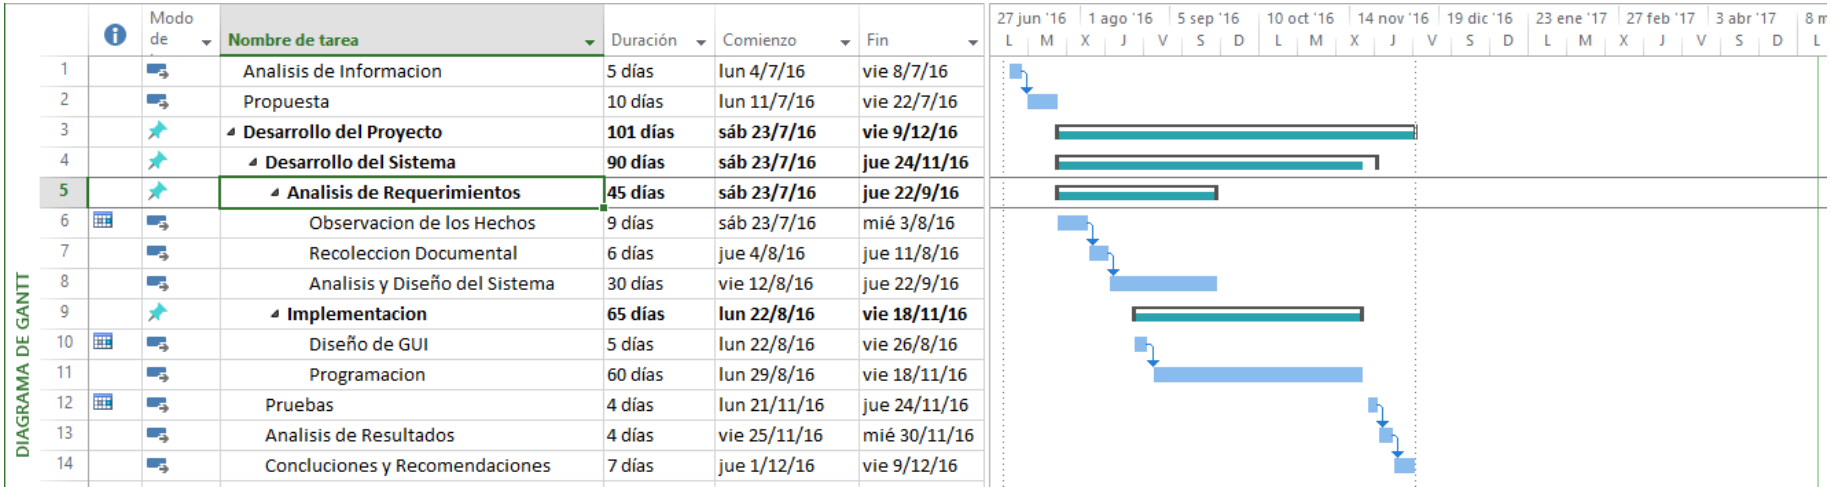 Modo de
Nombre de tarea Duración Comienzo Fin
27 jun '16 1 ago '16 5 sep '16 10 oct '16 14 nov '16 19 dic '16 23 ene '17 27 feb '17 3 abr '17 8 m
L M X J V S D L M X J V S D L M X J V S D L
1 Analisis de Informacion 5 días lun 4/7/16 vie 8/7/16
2 Propuesta 10 días lun 11/7/16 vie 22/7/16
3 Desarrollo del Proyecto 101 días sáb 23/7/16 vie 9/12/16
4 Desarrollo del Sistema 90 días sáb 23/7/16 jue 24/11/16
5 Analisis de Requerimientos 45 días sáb 23/7/16 jue 22/9/16
6 Observacion de los Hechos 9 días sáb 23/7/16 mié 3/8/16
7 Recoleccion Documental 6 días jue 4/8/16 jue 11/8/16
8 Analisis y Diseño del Sistema 30 días vie 12/8/16 jue 22/9/16
9 Implementacion 65 días lun 22/8/16 vie 18/11/16
10 Diseño de GUI 5 días lun 22/8/16 vie 26/8/16
11 Programacion 60 días lun 29/8/16 vie 18/11/16
12 Pruebas 4 días lun 21/11/16 jue 24/11/16
13 Analisis de Resultados 4 días vie 25/11/16 mié 30/11/16
14 Concluciones y Recomendaciones 7 días jue 1/12/16 vie 9/12/16
DIAGRAMA DE GANTT